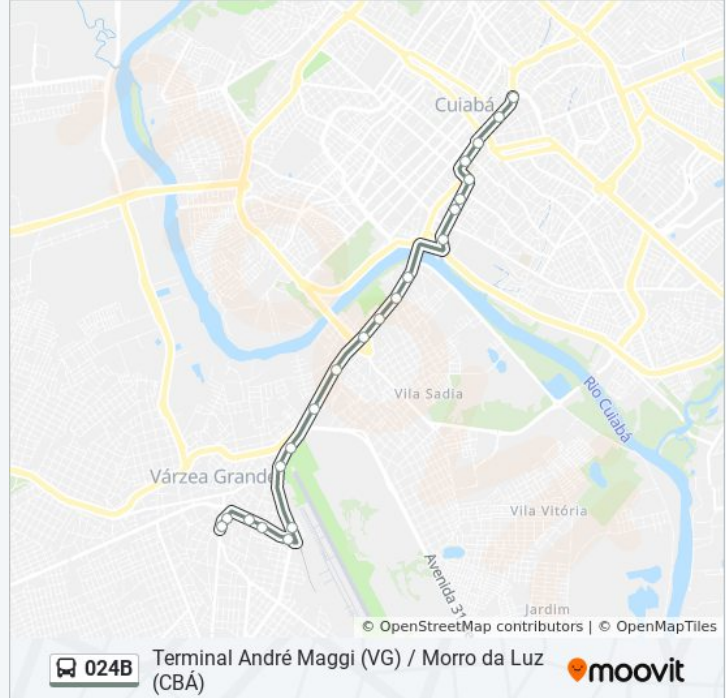 Cuiabá
Vila Sadia
Rio Cuiabá
Várzea Grande
Vila Vitória
Avenida 31
Jardim
© OpenStreetMap contributors | © OpenMapTiles
024B
Terminal André Maggi (VG) / Morro da Luz
(CBÁ)
moovit